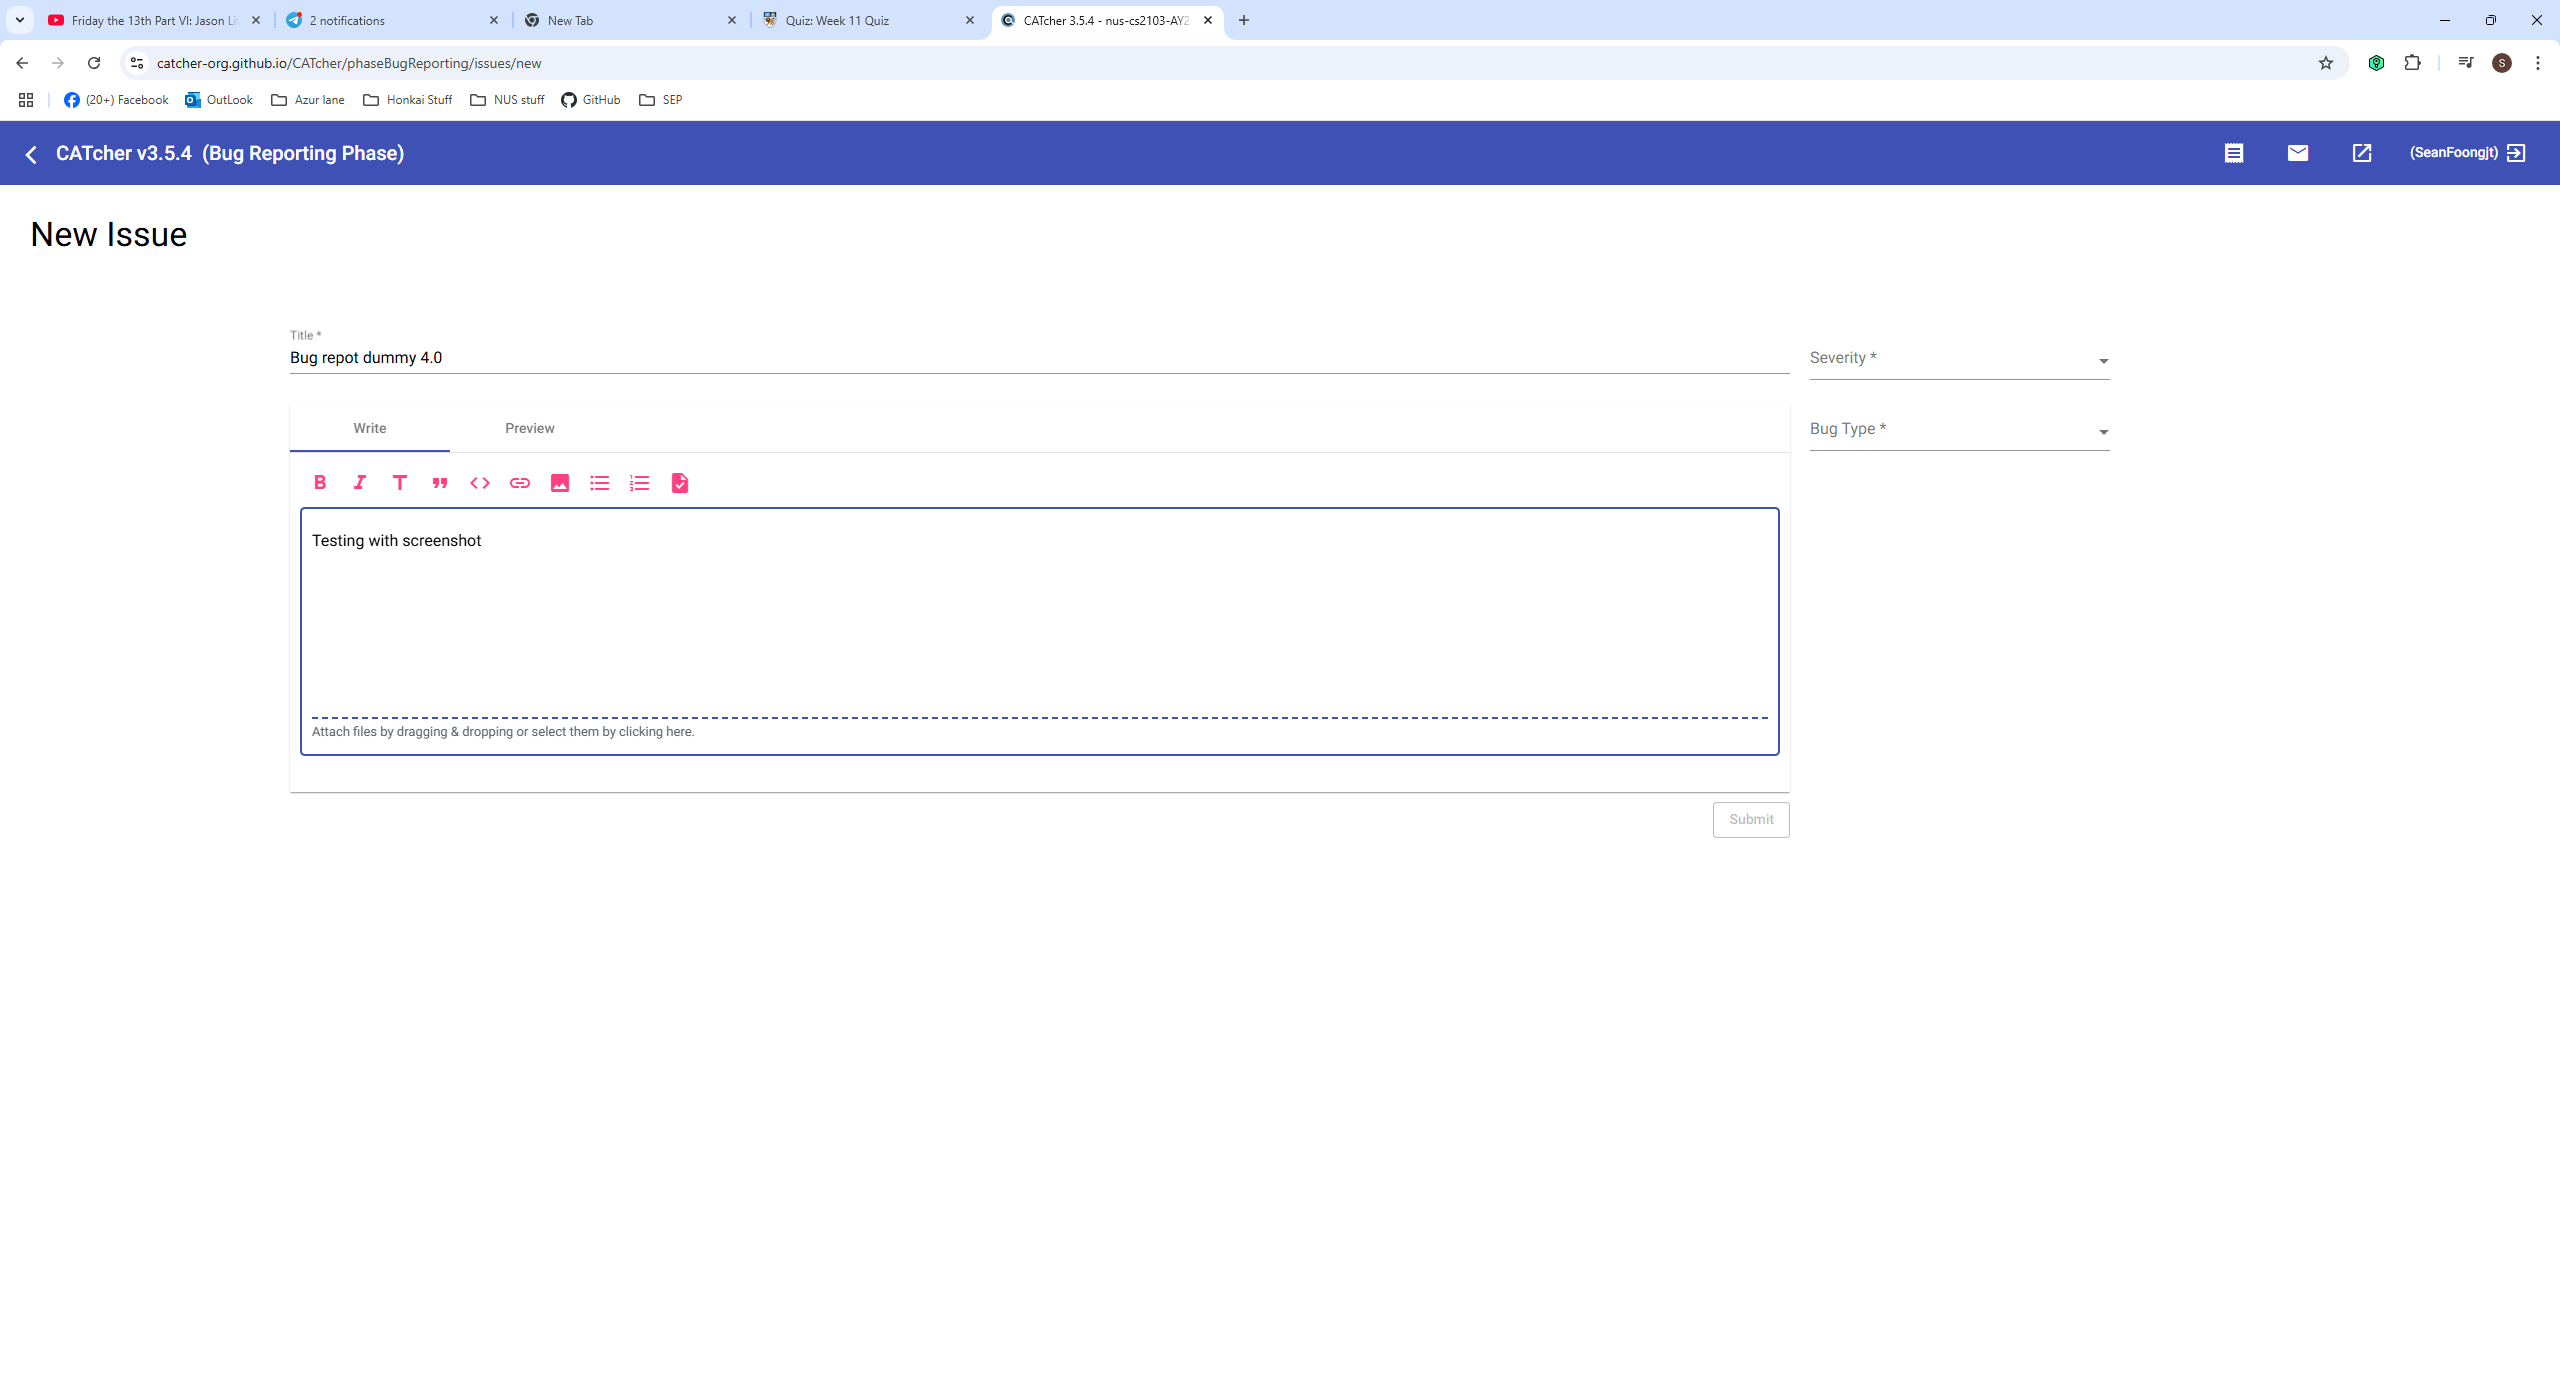 Friday the 13th Part VI: Jason Li
2 notifications
New Tab
Quiz: Week 11 Quiz
CATcher 3.5.4 - nus-cs2103-AY2
catcher-org.github.io/CATcher/phaseBugReporting/issues/new
S
(20+) Facebook
OutLook
Azur lane
Honkai Stuff
NUS stuff
GitHub
SEP
CATcher v3.5.4 (Bug Reporting Phase)
(SeanFoongjt)
New Issue
Title *
Bug repot dummy 4.0
Severity *
Write
Preview
Bug Type *
Testing with screenshot
Attach files by dragging & dropping or select them by clicking here.
Submit